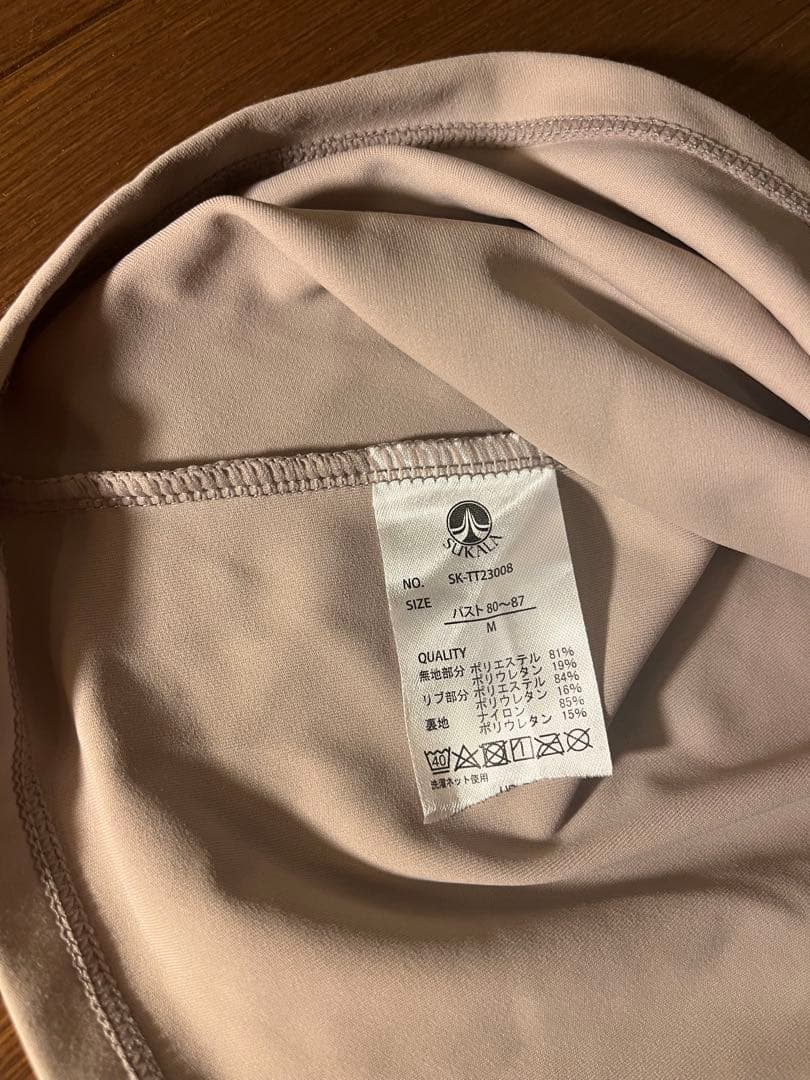 SUKALA
NO. SK-TT23008
SIZE バスト 80〜87
M
QUALITY
無地部分 ポリエステル 81%
ポリウレタン 19%
リブ部分 ポリエステル 84%
ポリウレタン 16%
裏地 ナイロン 85%
ポリウレタン 15%
40
洗濯ネット使用